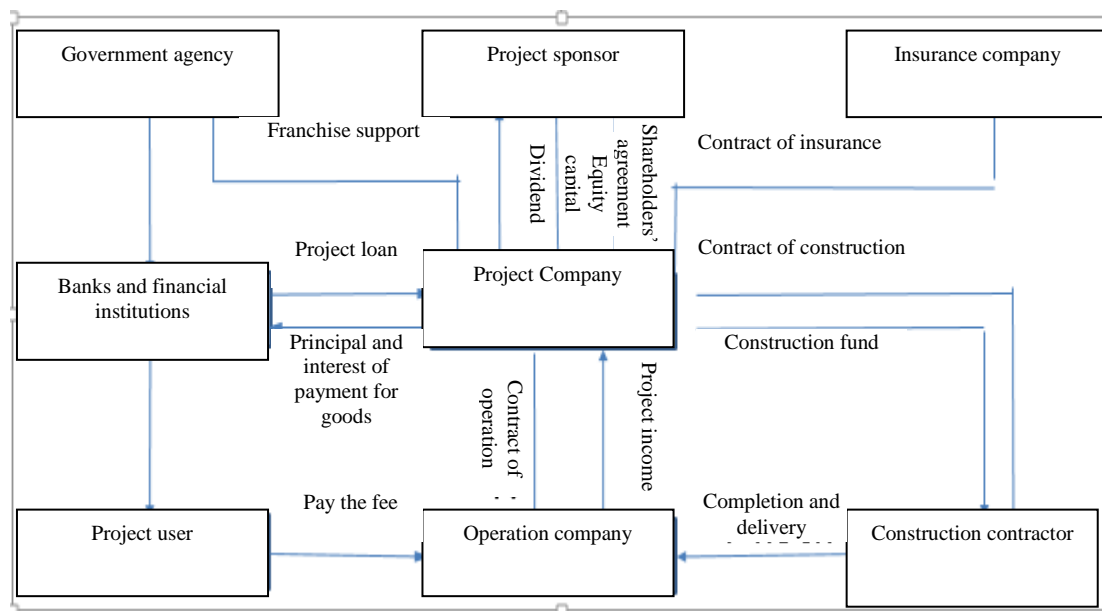 Government agency
Project sponsor
Insurance company
Franchise support
Dividend
Equity
capital
Shareholders’
agreement
Contract of insurance
Project loan
Contract of construction
Banks and financial
institutions
Project Company
Principal and
interest of
payment for
goods
Construction fund
Contract of
operation
Project income
Pay the fee
Completion and
delivery
Project user
Operation company
Construction contractor